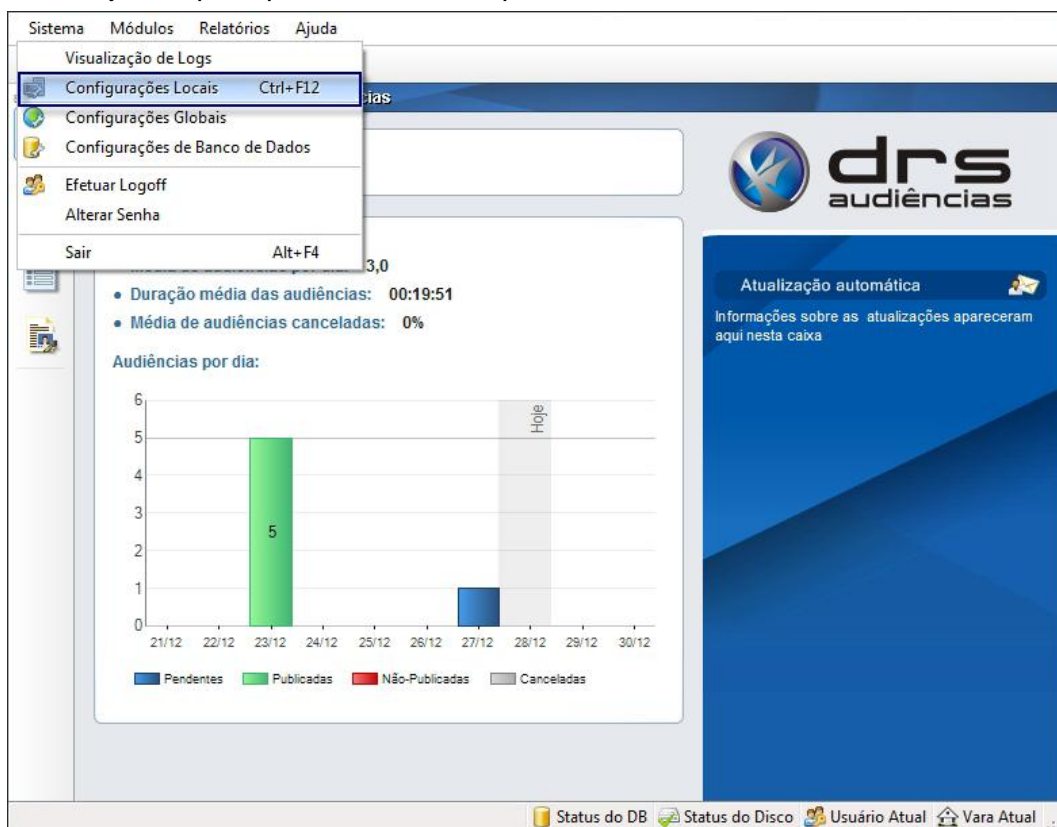 Sistema Módulos Relatórios Ajuda
Visualização de Logs
Configurações Locais Ctrl+F12
Configurações Globais
Configurações de Banco de Dados
Efetuar Logoff
Alterar Senha
Sair Alt+F4
3,0
• Duração média das audiências: 00:19:51
• Média de audiências canceladas: 0%
Audiências por dia:
6
5
4
3
2
1
0
5
Hoje
21/12 22/12 23/12 24/12 25/12 26/12 27/12 28/12 29/12 30/12
Pendentes Publicadas Não-Publicadas Canceladas
drs
audiências
Atualização automática
Informações sobre as atualizações apareceram
aqui nesta caixa
Status do DB Status do Disco Usuário Atual Vara Atual